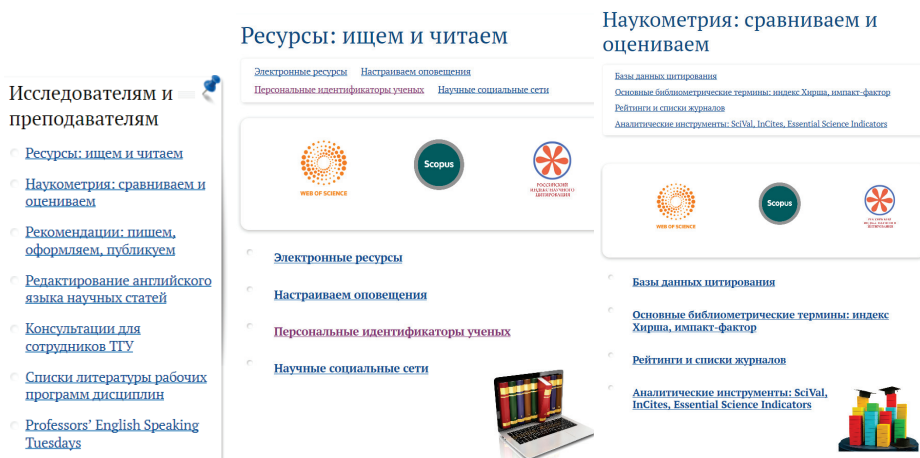 Исследователям и
преподавателям
Ресурсы: ищем и читаем
Наукометрия: сравниваем и
оцениваем
Рекомендации: пишем,
оформляем, публикуем
Редактирование английского
языка научных статей
Консультации для
сотрудников ТГУ
Списки литературы рабочих
программ дисциплин
Professors' English Speaking
Tuesdays
Ресурсы: ищем и читаем
Электронные ресурсы Настраиваем оповещения
Персональные идентификаторы ученых Научные социальные сети
WEB OF SCIENCE
Scopus
РОССИЙСКИЙ
ИНДЕКС НАУЧНОГО
ЦИТИРОВАНИЯ
Электронные ресурсы
Настраиваем оповещения
Персональные идентификаторы ученых
Научные социальные сети
Наукометрия: сравниваем и
оцениваем
Базы данных цитирования
Основные библиометрические термины: индекс Хирша, импакт-фактор
Рейтинги и списки журналов
Аналитические инструменты: SciVal, InCites, Essential Science Indicators
WEB OF SCIENCE
Scopus
РОССИЙСКИЙ
ИНДЕКС НАУЧНОГО
ЦИТИРОВАНИЯ
Базы данных цитирования
Основные библиометрические термины: индекс
Хирша, импакт-фактор
Рейтинги и списки журналов
Аналитические инструменты: SciVal,
InCites, Essential Science Indicators